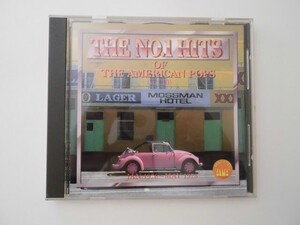 THE NO.1 HITS
OF
THE AMERICAN POPS
LAGER
MOSSMAN
HOTEL
XXX